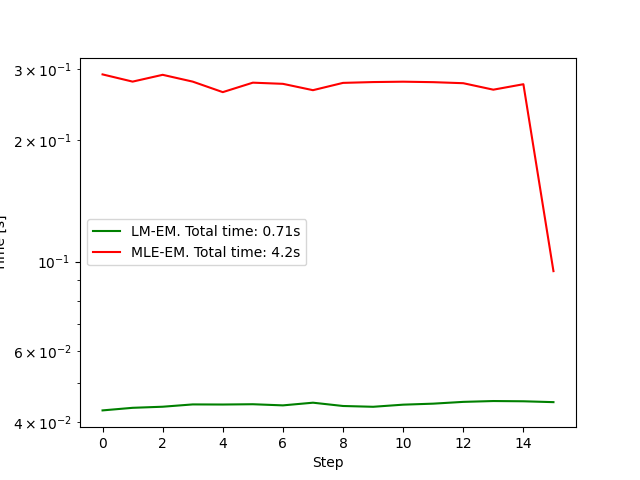 3 × 10⁻¹
2 × 10⁻¹
10⁻¹
6 × 10⁻²
4 × 10⁻²
LM-EM. Total time: 0.71s
MLE-EM. Total time: 4.2s
0 2 4 6 8 10 12 14
Step